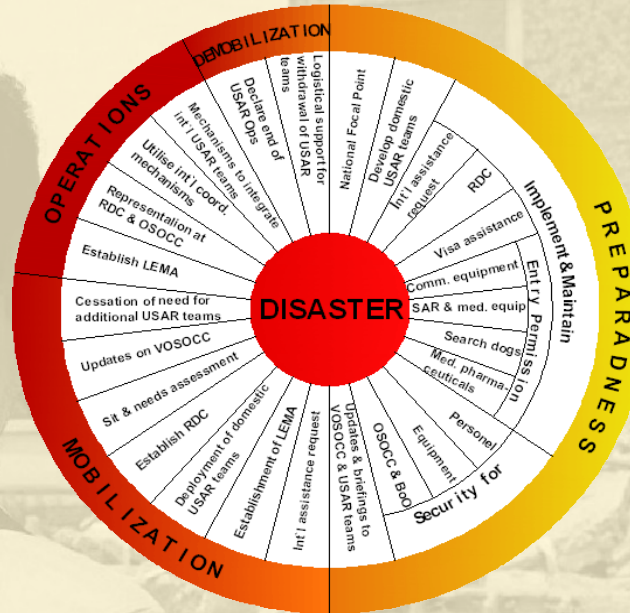 DISASTER
PREPARADNESS
National Focal Point
Develop domestic
USAR teams
Implement & Maintain
Int'l assistance
request
RDC
Visa assistance
Entry Permission
Comm. equipment
SAR & med. equip
Search dogs
Med. pharma-
ceuticals
Security for
Personel
Equipment
OSOCC & BoO
Updates & briefings to
VOSOCC & USAR teams
MOBILIZATION
Int'l assistance request
Establishment of LEMA
Deployment of domestic
USAR teams
Establish RDC
Sit & needs assessment
Updates on VOSOCC
Cessation of need for
additional USAR teams
OPERATIONS
Establish LEMA
Representation at
RDC & OSOCC
Utilise int'l coord.
mechanisms
Mechanisms to integrate
int'l USAR teams
DEMOBILIZATION
Declare end of
USAR Ops
Logistical support for
withdrawal of USAR
teams